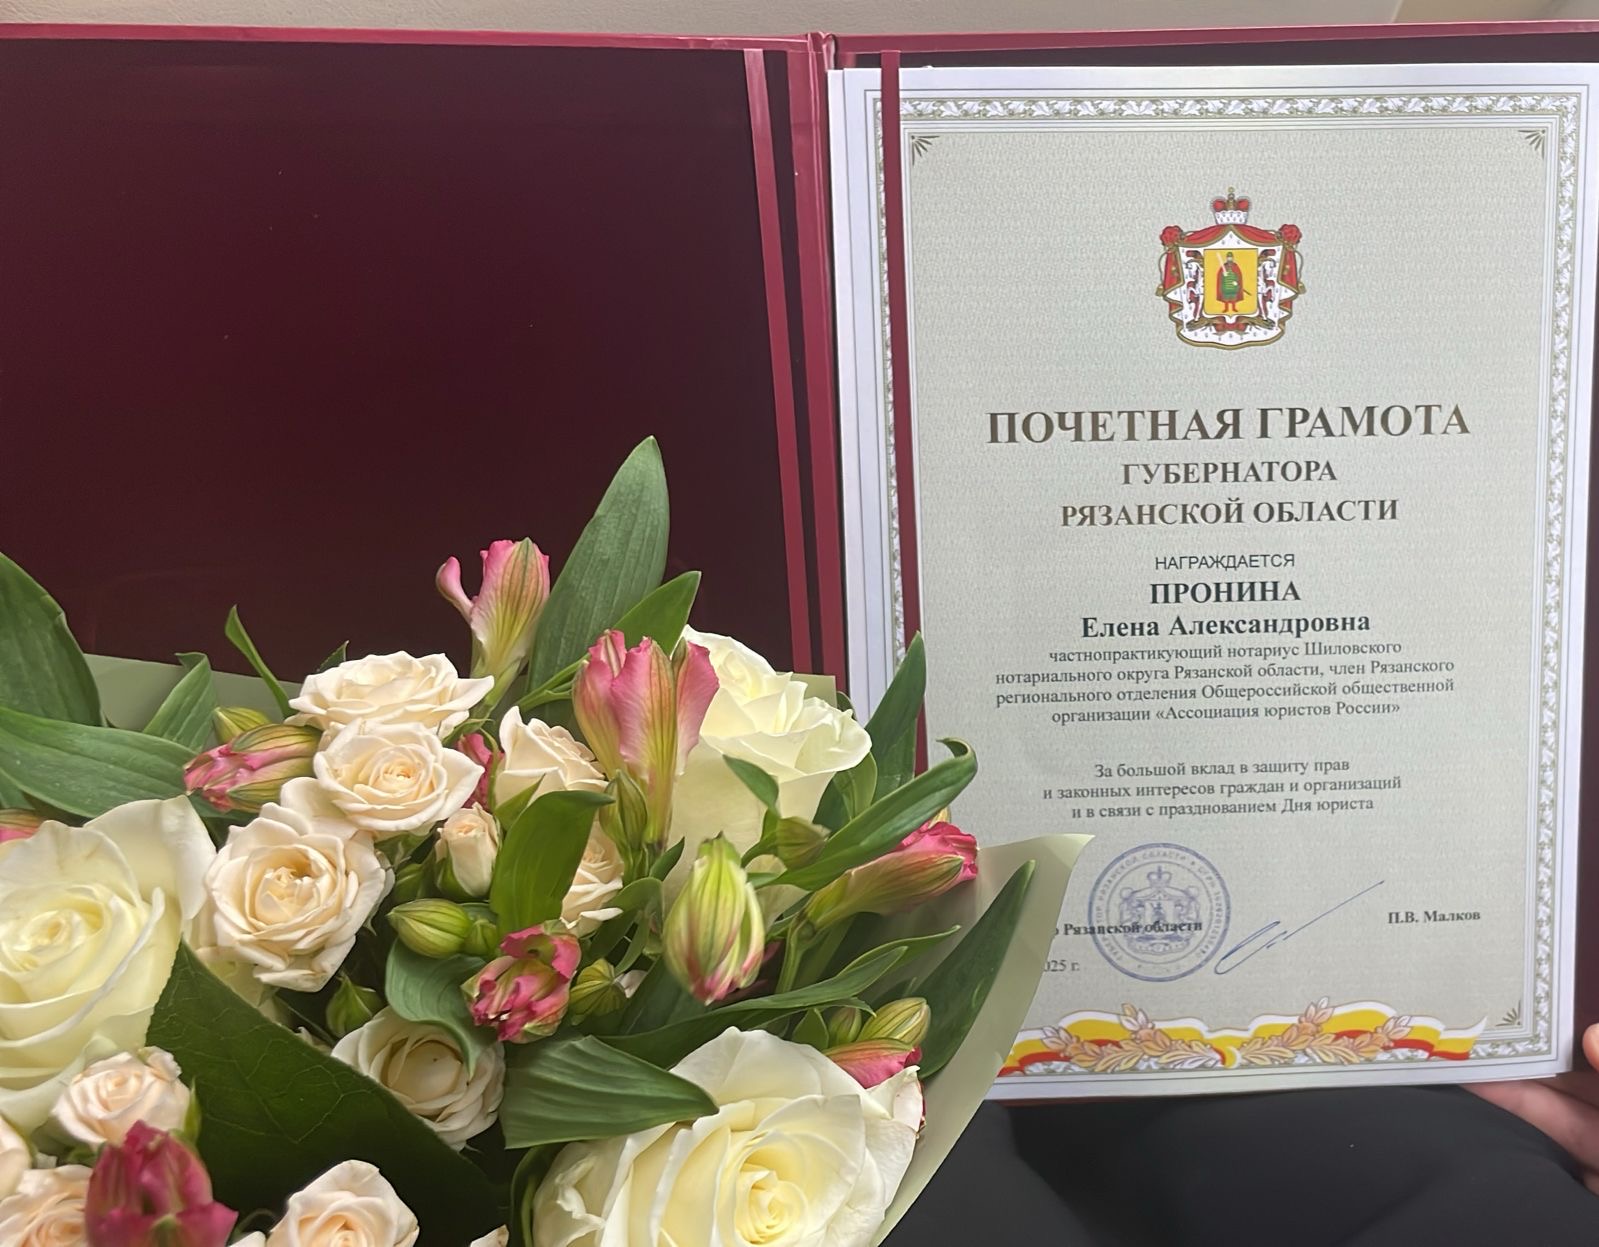 ПОЧЕТНАЯ ГРАМОТА
ГУБЕРНАТОРА
РЯЗАНСКОЙ ОБЛАСТИ
НАГРАЖДАЕТСЯ
ПРОНИНА
Елена Александровна
частнопрактикующий нотариус Шиловского
нотариального округа Рязанской области, член Рязанского
регионального отделения Общероссийской общественной
организации «Ассоциация юристов России»
За большой вклад в защиту прав
и законных интересов граждан и организаций
и в связи с празднованием Дня юриста
Рязанской области
П.В. Малков
г.